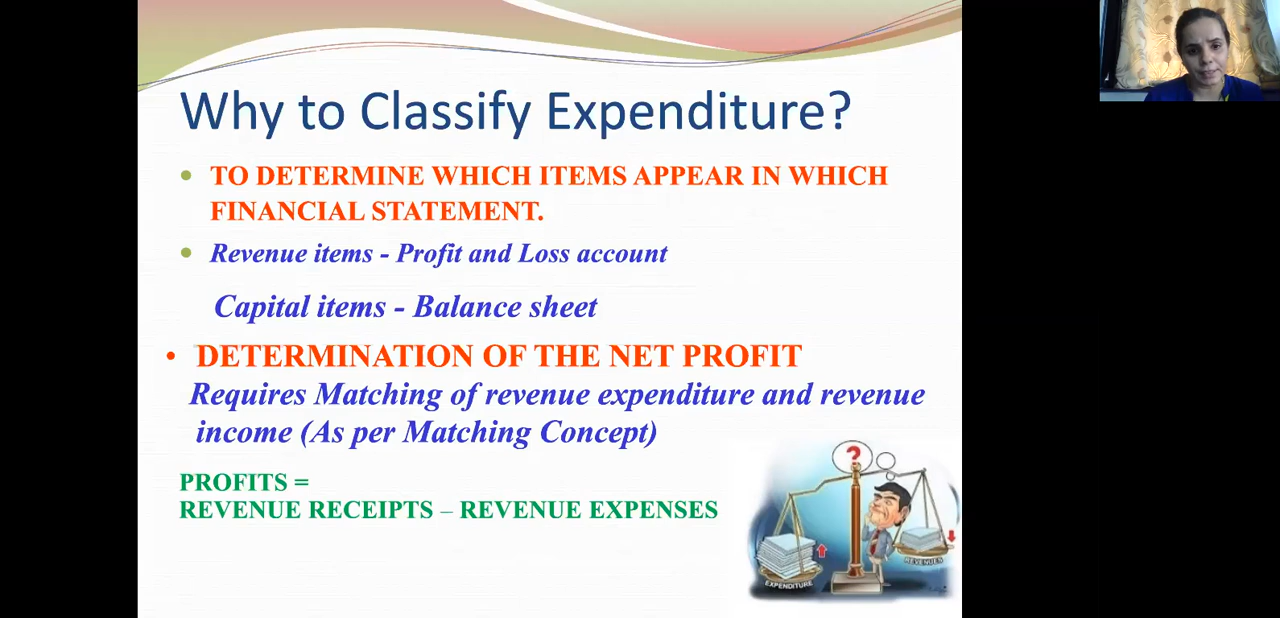 Why to Classify Expenditure?
TO DETERMINE WHICH ITEMS APPEAR IN WHICH
FINANCIAL STATEMENT.
Revenue items - Profit and Loss account
Capital items - Balance sheet
DETERMINATION OF THE NET PROFIT
Requires Matching of revenue expenditure and revenue
income (As per Matching Concept)
PROFITS =
REVENUE RECEIPTS – REVENUE EXPENSES
?
EXPENDITURE
REVENUES